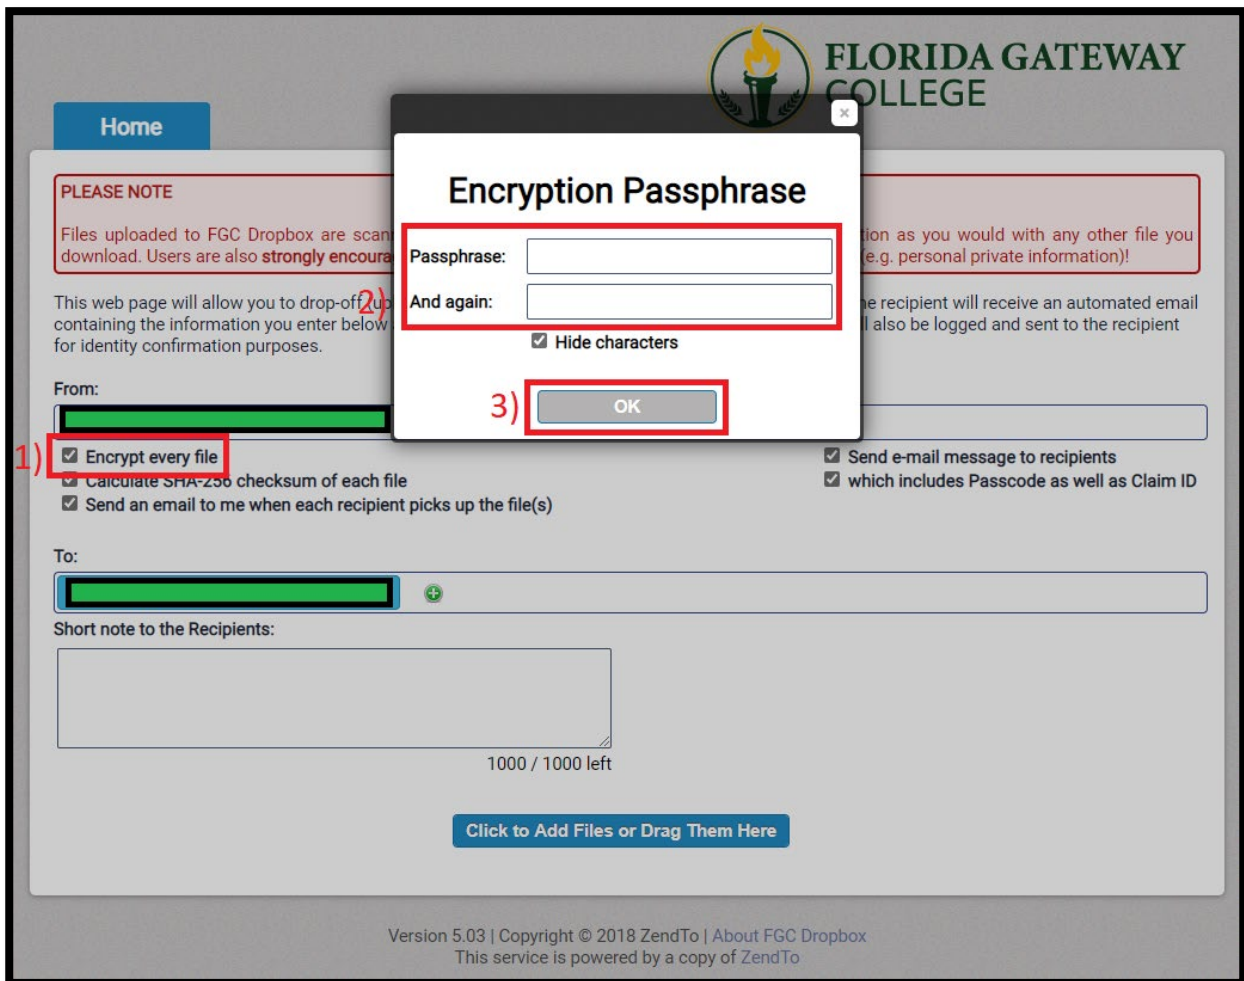 FLORIDA GATEWAY
COLLEGE
Home
×
Encryption Passphrase
PLEASE NOTE
Files uploaded to FGC Dropbox are
tion as you would with any other file you
download. Users are also strongly
(e.g. personal private information)!
Passphrase:
2)
And again:
Hide characters
3)
OK
This web page will allow you to drop-off
recipient will receive an automated email
containing the information you enter below
also be logged and sent to the recipient
for identity confirmation purposes.
From:
1)
Encrypt every file
Send e-mail message to recipients
Calculate SHA-256 checksum of each file
which includes Passcode as well as Claim ID
Send an email to me when each recipient picks up the file(s)
To:
Short note to the Recipients:
1000 / 1000 left
Click to Add Files or Drag Them Here
Version 5.03 | Copyright © 2018 ZendTo | About FGC Dropbox
This service is powered by a copy of ZendTo